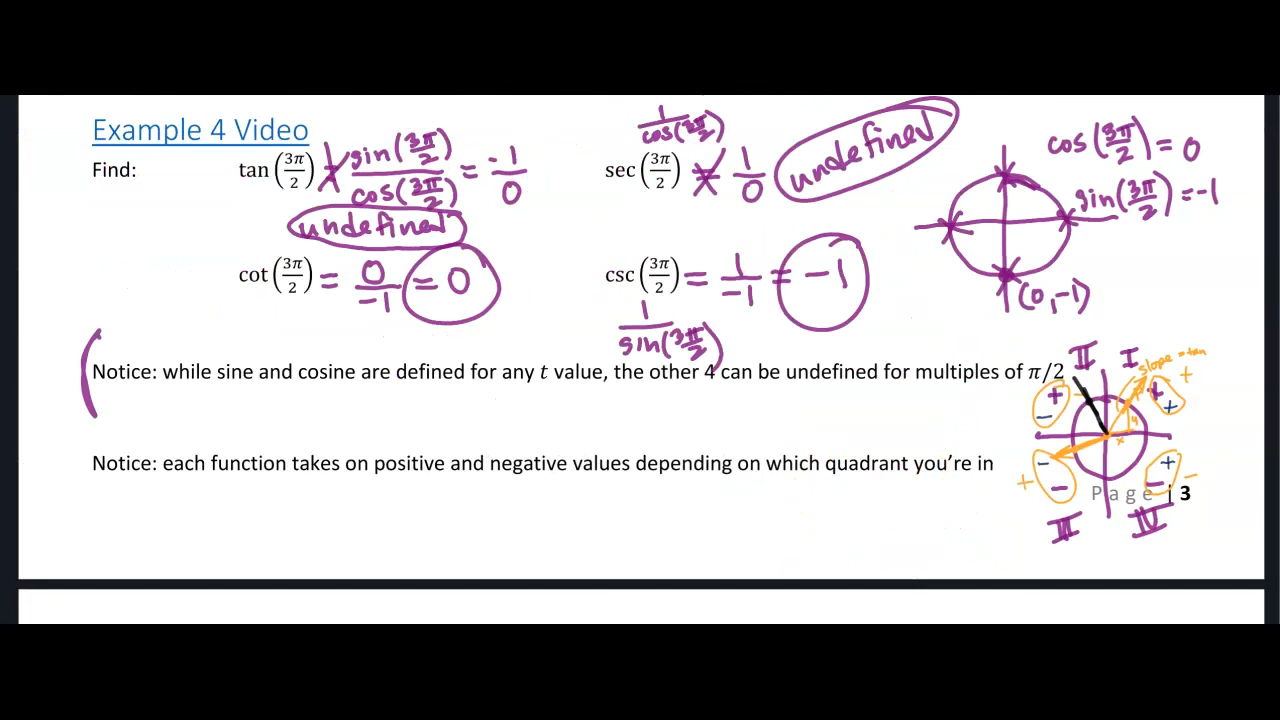 Example 4 Video
Find: tan(3π/2) = sin(3π/2)/cos(3π/2) = -1/0
undefined
sec(3π/2) = 1/0 undefined
1/cos(3π/2)
cos(3π/2) = 0
sin(3π/2) = -1
(0,-1)
cot(3π/2) = 0/-1 = 0
csc(3π/2) = 1/-1 = -1
1/sin(3π/2)
Notice: while sine and cosine are defined for any t value, the other 4 can be undefined for multiples of π/2
II I
slope = tan
+ + +
- +
y
x
Notice: each function takes on positive and negative values depending on which quadrant you're in
- +
+ - - -
Page | 3
III IV